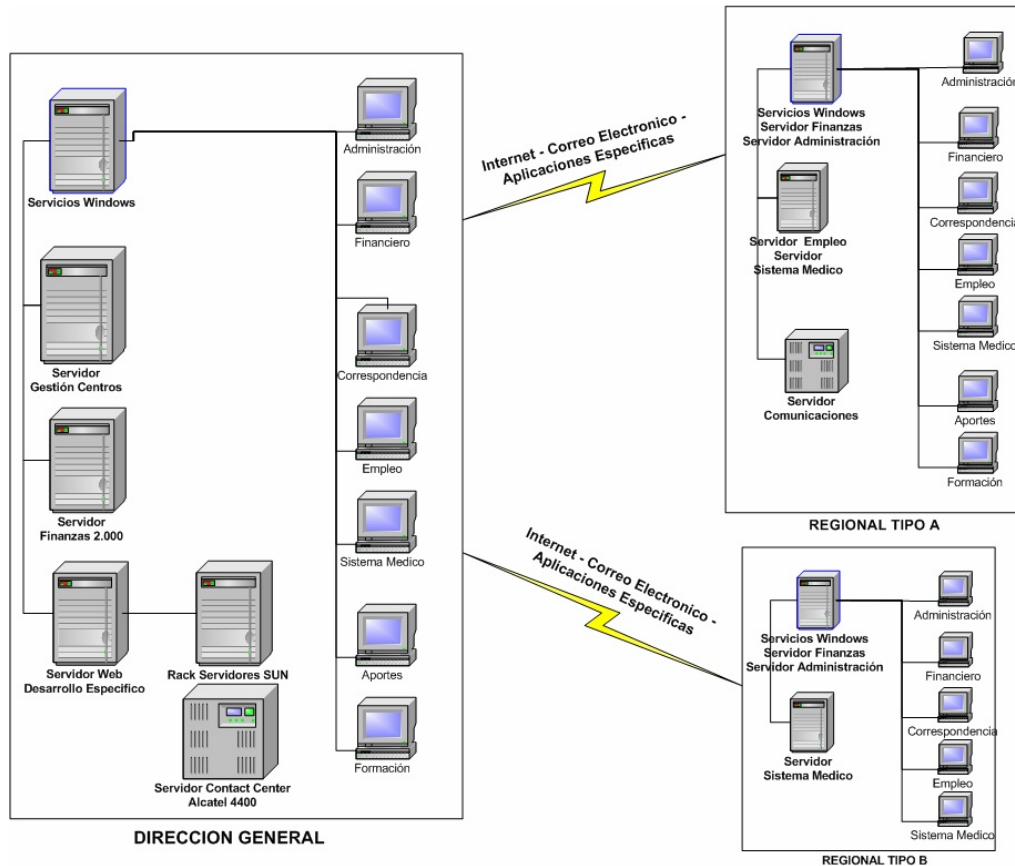 Servicios Windows
Servidor
Gestión Centros
Servidor
Finanzas 2.000
Servidor Web
Desarrollo Especifico
Rack Servidores SUN
Servidor Contact Center
Alcatel 4400
Administración
Financiero
Correspondencia
Empleo
Sistema Medico
Aportes
Formación
DIRECCION GENERAL
Internet - Correo Electronico -
Aplicaciones Especificas
Internet - Correo Electronico -
Aplicaciones Especificas
Servicios Windows
Servidor Finanzas
Servidor Administración
Servidor Empleo
Servidor
Sistema Medico
Servidor
Comunicaciones
Administración
Financiero
Correspondencia
Empleo
Sistema Medico
Aportes
Formación
REGIONAL TIPO A
Servicios Windows
Servidor Finanzas
Servidor Administración
Servidor
Sistema Medico
Administración
Financiero
Correspondencia
Empleo
Sistema Medico
REGIONAL TIPO B